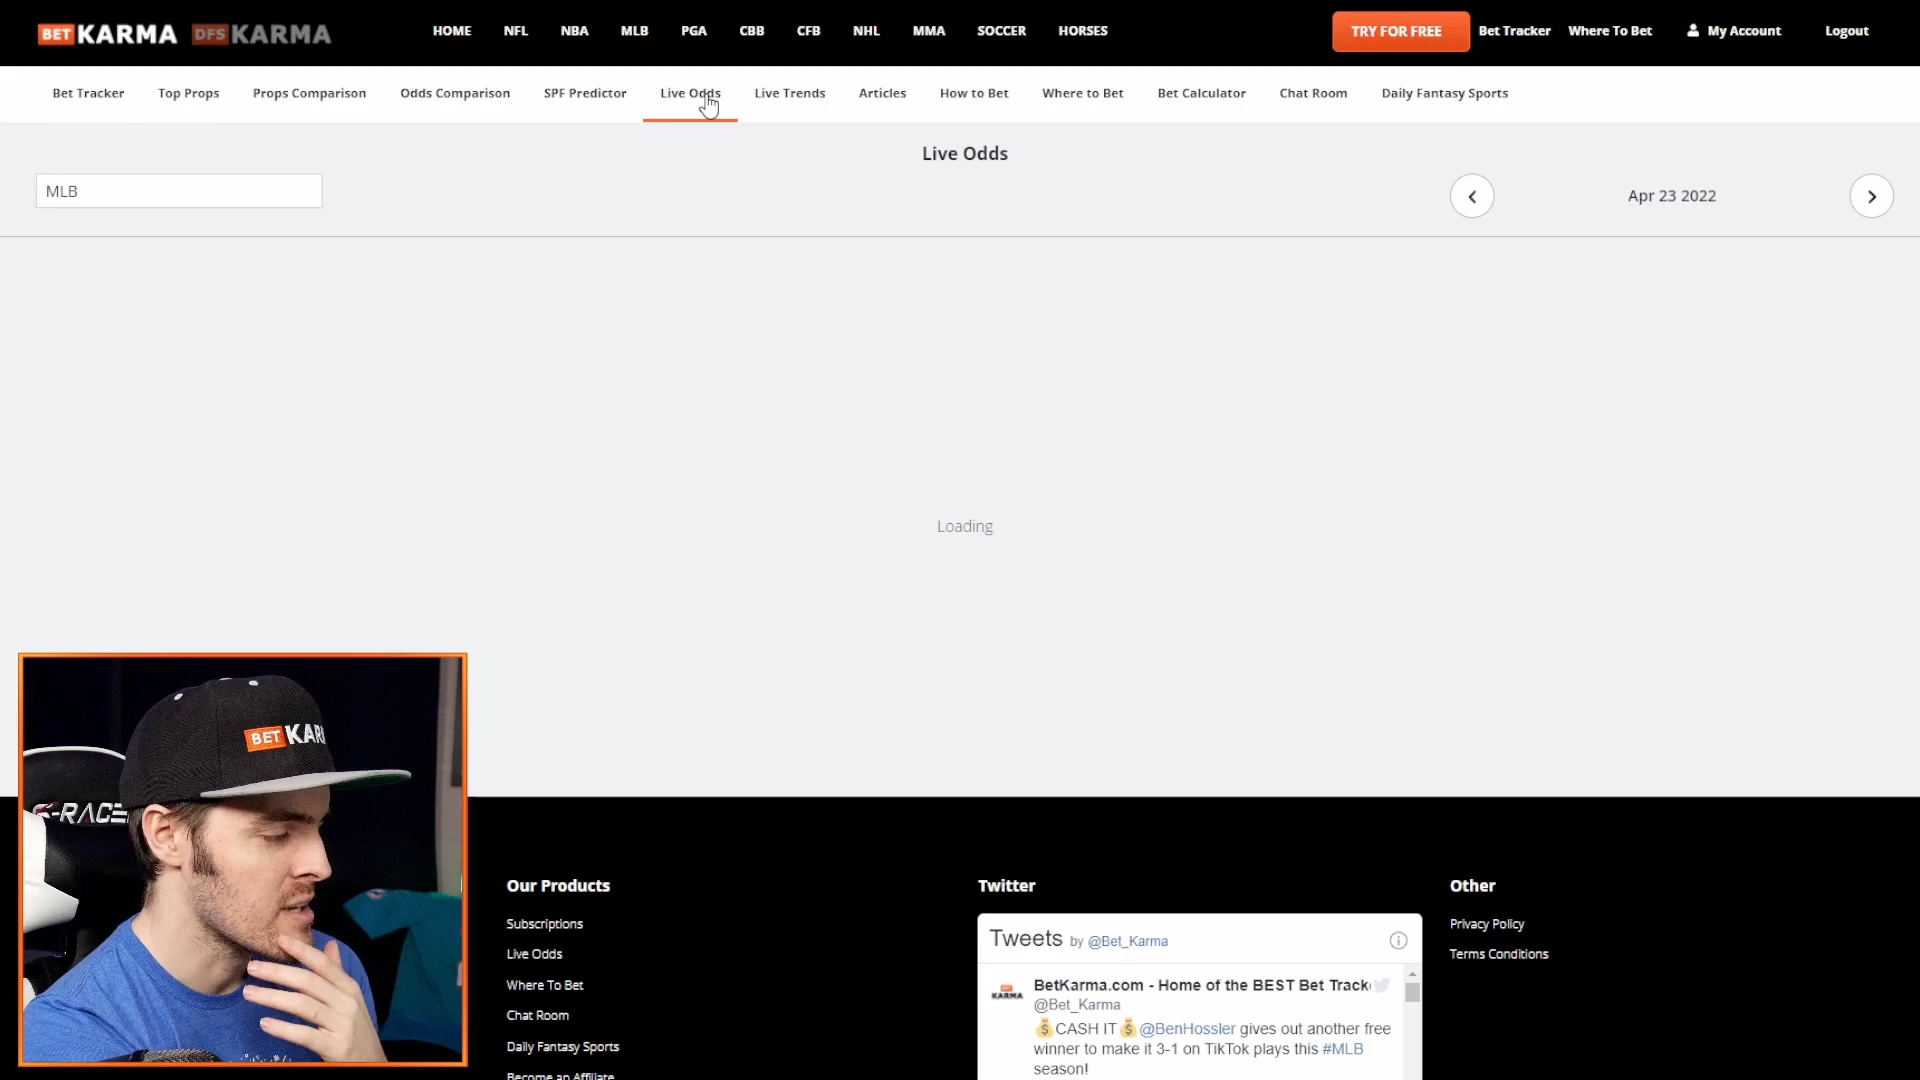 BET KARMA DFS KARMA
HOME NFL NBA MLB PGA CBB CFB NHL MMA SOCCER HORSES
TRY FOR FREE Bet Tracker Where To Bet My Account Logout
Bet Tracker Top Props Props Comparison Odds Comparison SPF Predictor Live Odds Live Trends Articles How to Bet Where to Bet Bet Calculator Chat Room Daily Fantasy Sports
Live Odds
MLB
Apr 23 2022
Loading
BET KAR
-RACE
Our Products
Subscriptions
Live Odds
Where To Bet
Chat Room
Daily Fantasy Sports
Become an Affiliate
Twitter
Tweets by @Bet_Karma
BetKarma.com - Home of the BEST Bet Track
@Bet_Karma
💰CASH IT💰@BenHossler gives out another free
winner to make it 3-1 on TikTok plays this #MLB
season!
Other
Privacy Policy
Terms Conditions